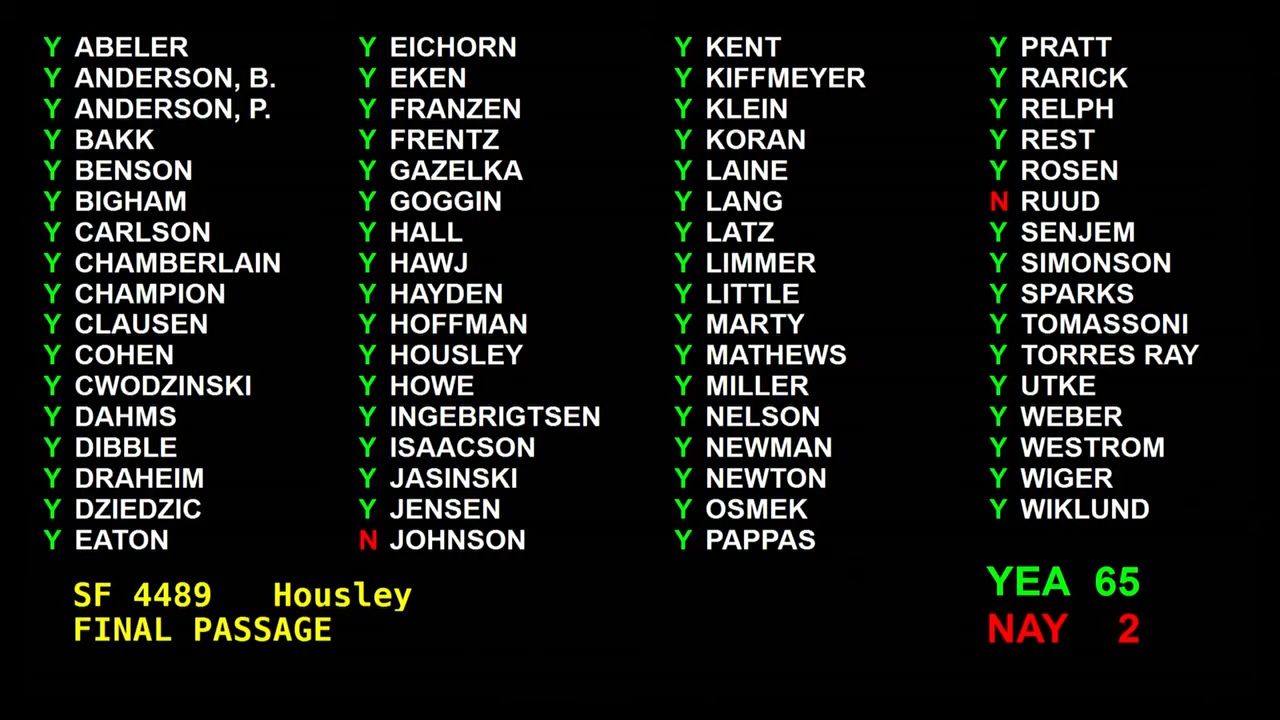 Y ABELER
Y ANDERSON, B.
Y ANDERSON, P.
Y BAKK
Y BENSON
Y BIGHAM
Y CARLSON
Y CHAMBERLAIN
Y CHAMPION
Y CLAUSEN
Y COHEN
Y CWODZINSKI
Y DAHMS
Y DIBBLE
Y DRAHEIM
Y DZIEDZIC
Y EATON
Y EICHORN
Y EKEN
Y FRANZEN
Y FRENTZ
Y GAZELKA
Y GOGGIN
Y HALL
Y HAWJ
Y HAYDEN
Y HOFFMAN
Y HOUSLEY
Y HOWE
Y INGEBRIGTSEN
Y ISAACSON
Y JASINSKI
Y JENSEN
N JOHNSON
Y KENT
Y KIFFMEYER
Y KLEIN
Y KORAN
Y LAINE
Y LANG
Y LATZ
Y LIMMER
Y LITTLE
Y MARTY
Y MATHEWS
Y MILLER
Y NELSON
Y NEWMAN
Y NEWTON
Y OSMEK
Y PAPPAS
Y PRATT
Y RARICK
Y RELPH
Y REST
Y ROSEN
N RUUD
Y SENJEM
Y SIMONSON
Y SPARKS
Y TOMASSONI
Y TORRES RAY
Y UTKE
Y WEBER
Y WESTROM
Y WIGER
Y WIKLUND
SF 4489 Housley
FINAL PASSAGE
YEA 65
NAY 2